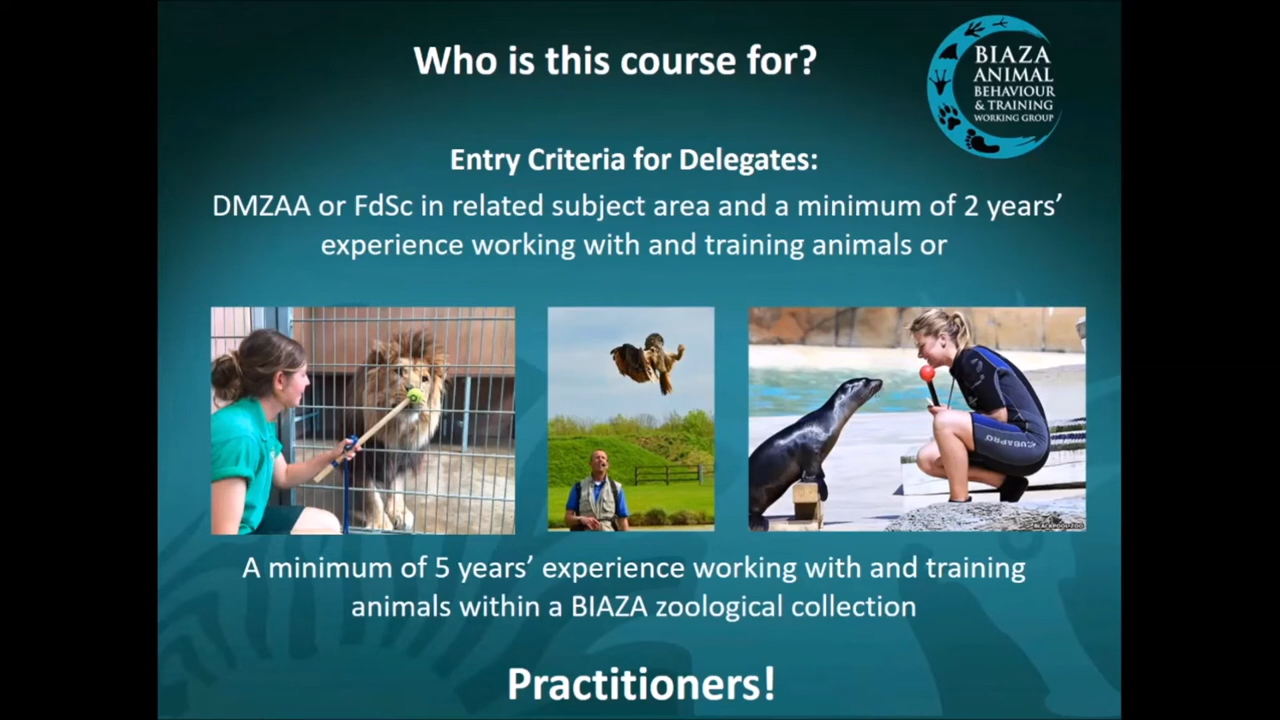 Who is this course for?
BIAZA
ANIMAL
BEHAVIOUR
& TRAINING
WORKING GROUP
Entry Criteria for Delegates:
DMZAA or FdSc in related subject area and a minimum of 2 years’
experience working with and training animals or
CUBAPRO
BLACKPOOL ZOO
A minimum of 5 years’ experience working with and training
animals within a BIAZA zoological collection
Practitioners!